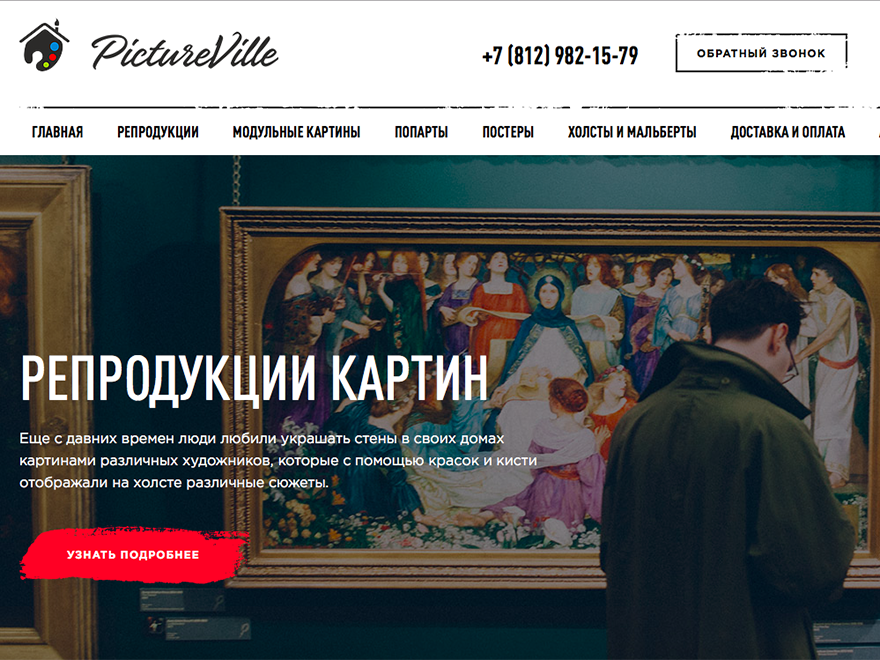 PictureVille
+7 (812) 982-15-79
ОБРАТНЫЙ ЗВОНОК
ГЛАВНАЯ РЕПРОДУКЦИИ МОДУЛЬНЫЕ КАРТИНЫ ПОПАРТЫ ПОСТЕРЫ ХОЛСТЫ И МАЛЬБЕРТЫ ДОСТАВКА И ОПЛАТА
РЕПРОДУКЦИИ КАРТИН
Еще с давних времен люди любили украшать стены в своих домах
картинами различных художников, которые с помощью красок и кисти
отображали на холсте различные сюжеты.
УЗНАТЬ ПОДРОБНЕЕ